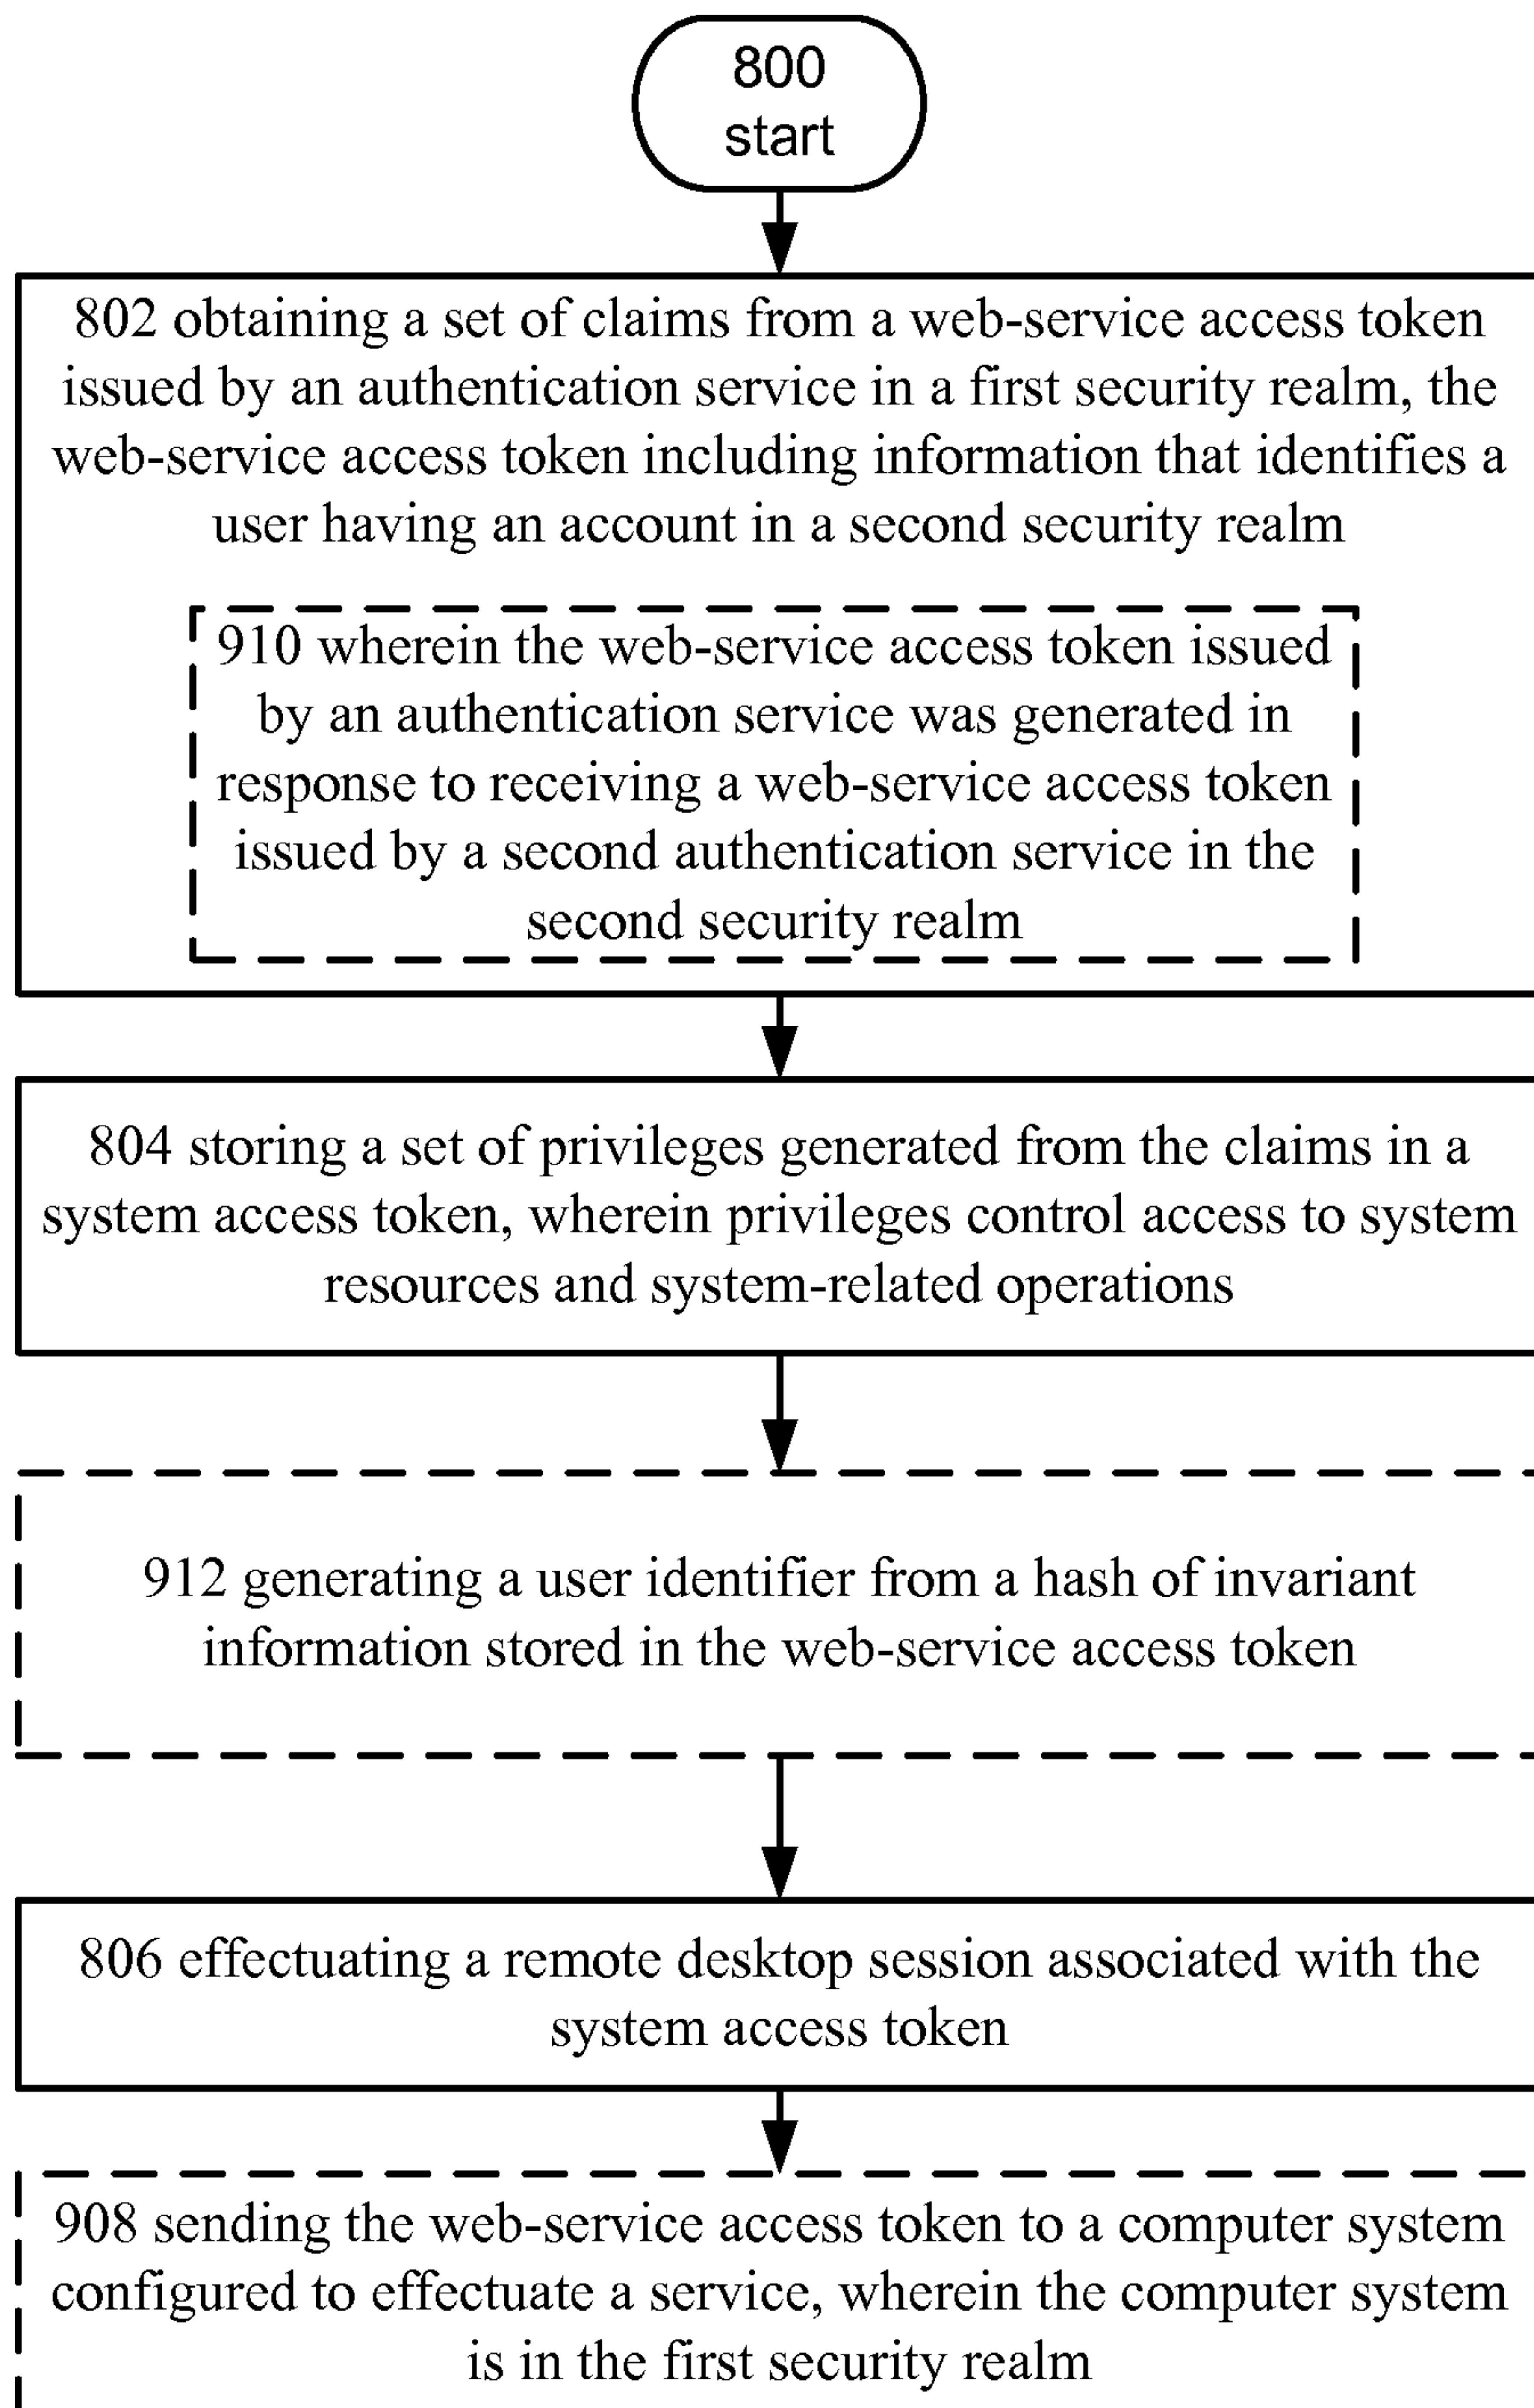 800
start
802 obtaining a set of claims from a web-service access token
issued by an authentication service in a first security realm, the
web-service access token including information that identifies a
user having an account in a second security realm
910 wherein the web-service access token issued
by an authentication service was generated in
response to receiving a web-service access token
issued by a second authentication service in the
second security realm
804 storing a set of privileges generated from the claims in a
system access token, wherein privileges control access to system
resources and system-related operations
912 generating a user identifier from a hash of invariant
information stored in the web-service access token
806 effectuating a remote desktop session associated with the
system access token
908 sending the web-service access token to a computer system
configured to effectuate a service, wherein the computer system
is in the first security realm